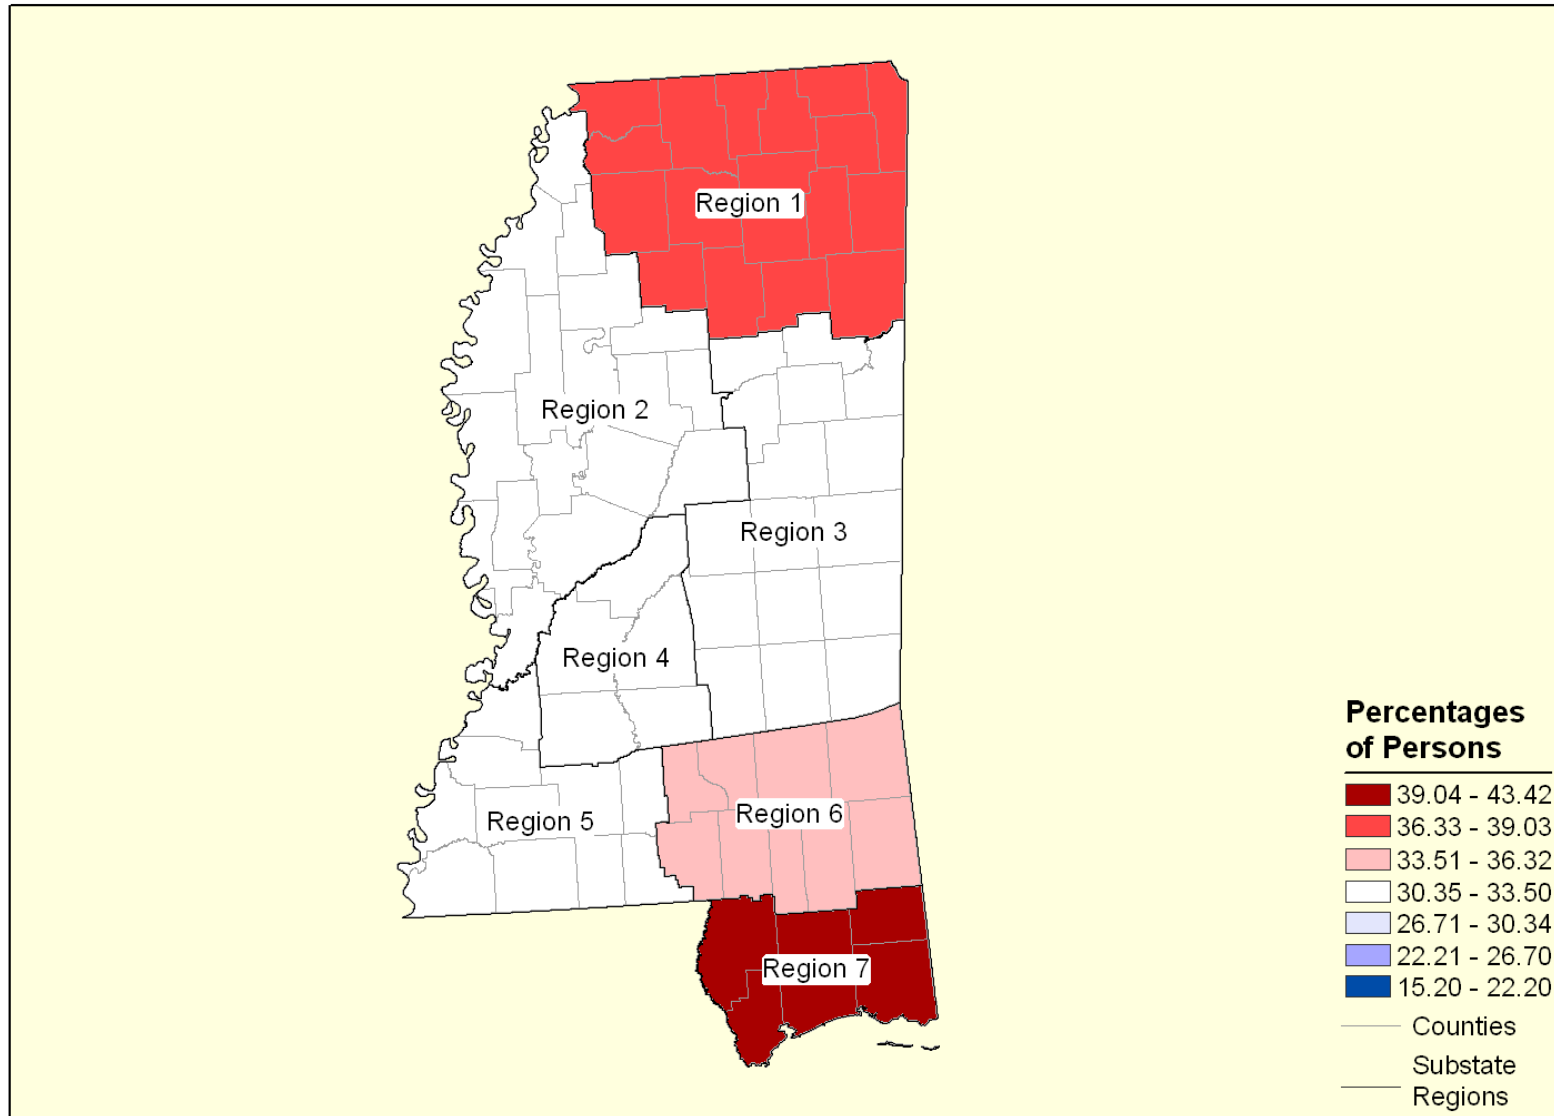 Region 1
Region 2
Region 3
Region 4
Region 5
Region 6
Region 7
Percentages
of Persons
39.04 - 43.42
36.33 - 39.03
33.51 - 36.32
30.35 - 33.50
26.71 - 30.34
22.21 - 26.70
15.20 - 22.20
Counties
Substate
Regions